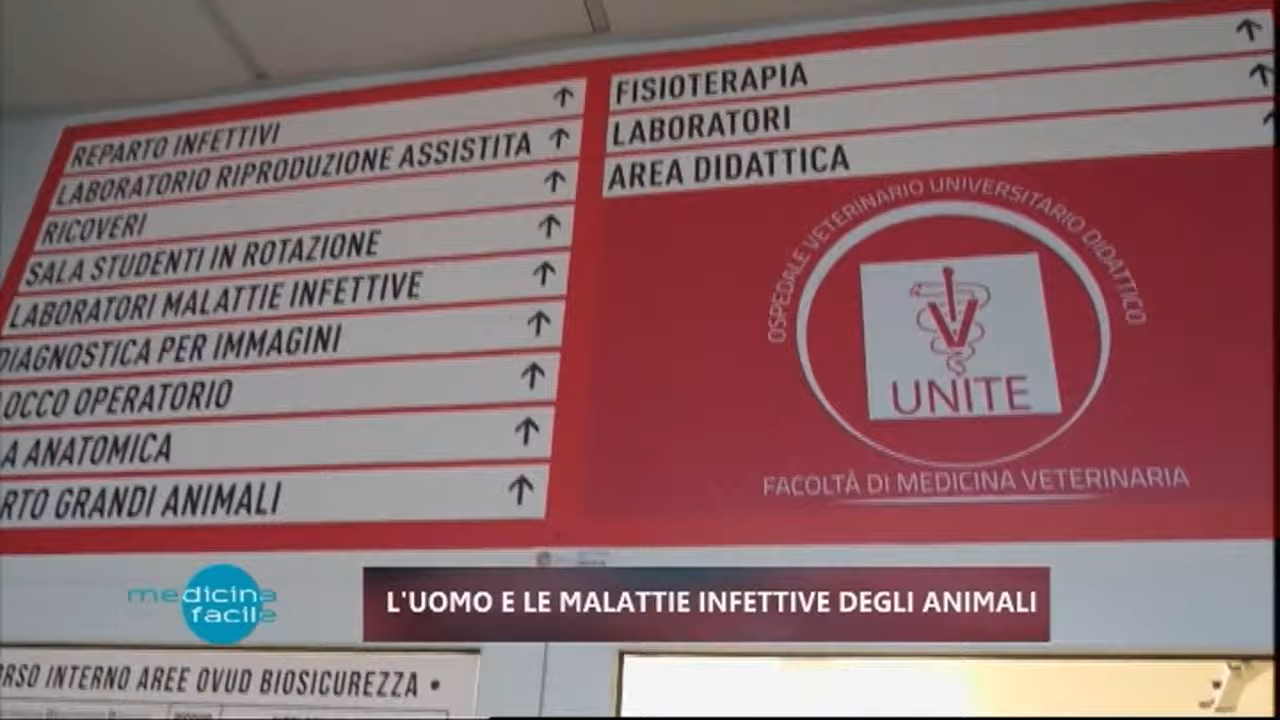 REPARTO INFETTIVI
LABORATORIO RIPRODUZIONE ASSISTITA
RICOVERI
SALA STUDENTI IN ROTAZIONE
LABORATORI MALATTIE INFETTIVE
DIAGNOSTICA PER IMMAGINI
OCCO OPERATORIO
A ANATOMICA
RTO GRANDI ANIMALI
FISIOTERAPIA
LABORATORI
AREA DIDATTICA
OSPEDALE VETERINARIO UNIVERSITARIO DIDATTICO
V
UNITE
FACOLTÀ DI MEDICINA VETERINARIA
medicina
facile
L'UOMO E LE MALATTIE INFETTIVE DEGLI ANIMALI
ORSO INTERNO AREE OVUD BIOSICUREZZA •